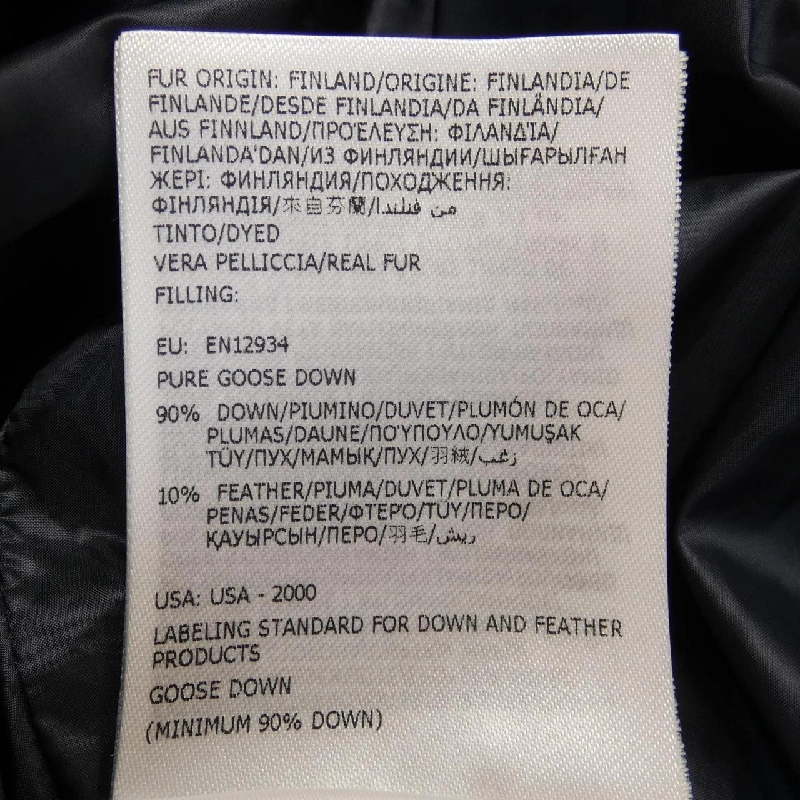 FUR ORIGIN: FINLAND/ORIGINE: FINLANDIA/DE
FINLANDE/DESDE FINLANDIA/DA FINLÂNDIA/
AUS FINNLAND/ΠΡΟΈΛΕΥΣΗ: ΦΙΛΑΝΔΊΑ/
FINLANDA'DAN/ИЗ ФИНЛЯНДИИ/ШЫҒАРЫЛҒАН
ЖЕРІ: ФИНЛЯНДИЯ/ПОХОДЖЕННЯ:
ФІНЛЯНДІЯ/來自芬蘭/من فنلندا
TINTO/DYED
VERA PELLICCIA/REAL FUR
FILLING:
EU: EN12934
PURE GOOSE DOWN
90% DOWN/PIUMINO/DUVET/PLUMÓN DE OCA/
PLUMAS/DAUNE/ΠΟΎΠΟΥΛΟ/YUMUŞAK
TÜY/ПУХ/МАМЫҚ/ПУХ/羽絨/زغب
10% FEATHER/PIUMA/DUVET/PLUMA DE OCA/
PENAS/FEDER/ΦΤΕΡΌ/TÜY/ПЕРО/
ҚАУЫРСЫН/ПЕРО/羽毛/ريش
USA: USA - 2000
LABELING STANDARD FOR DOWN AND FEATHER
PRODUCTS
GOOSE DOWN
(MINIMUM 90% DOWN)